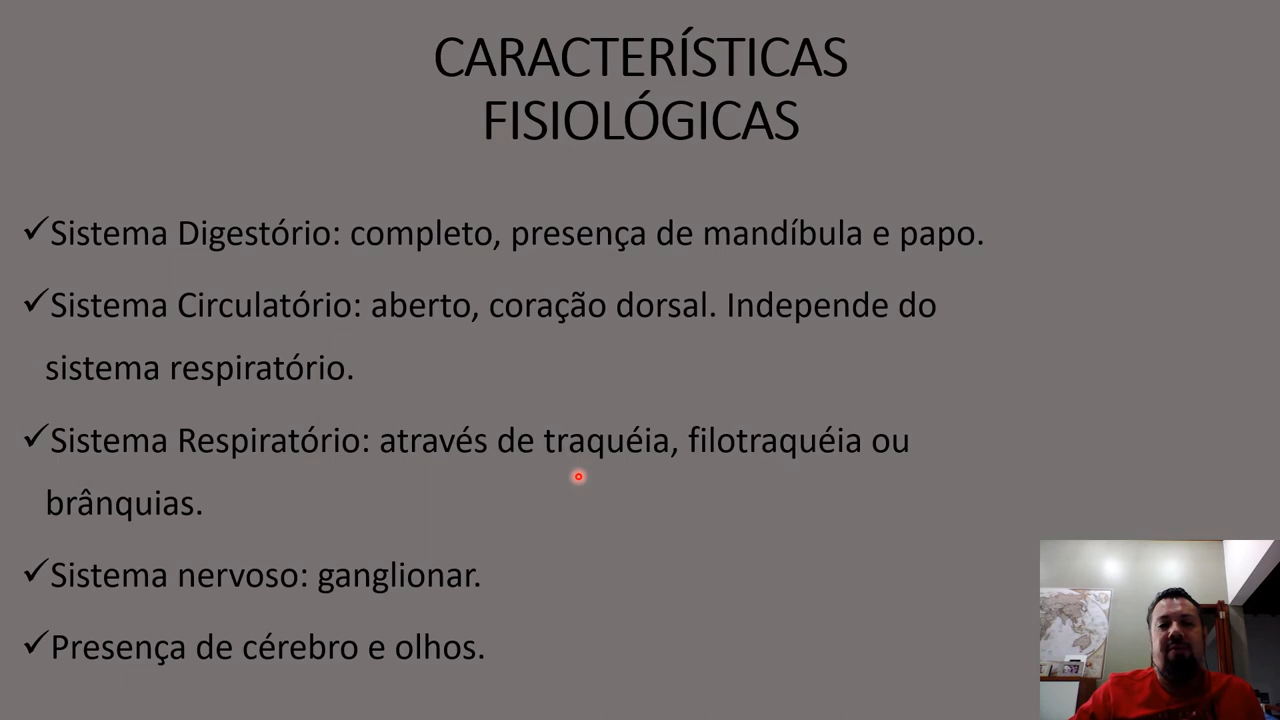 CARACTERÍSTICAS
FISIOLÓGICAS
✓Sistema Digestório: completo, presença de mandíbula e papo.
✓Sistema Circulatório: aberto, coração dorsal. Independe do
sistema respiratório.
✓Sistema Respiratório: através de traquéia, filotraquéia ou
brânquias.
✓Sistema nervoso: ganglionar.
✓Presença de cérebro e olhos.